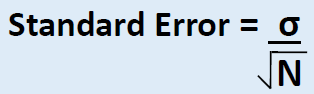 Standard Error = σ
√N